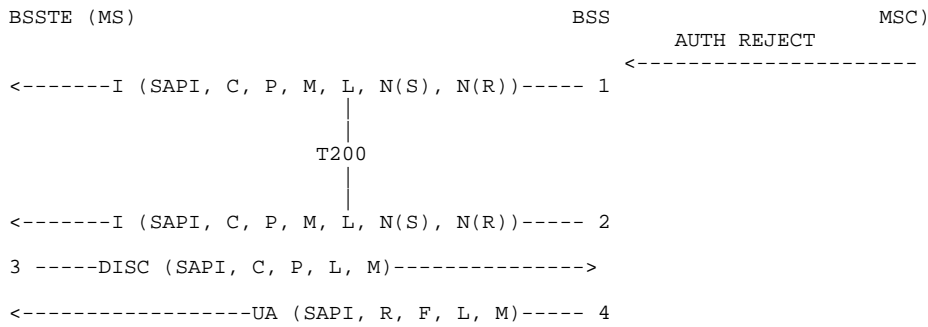 BSSTE (MS) BSS MSC)
AUTH REJECT
<----------------------
<-------I (SAPI, C, P, M, L, N(S), N(R))----- 1
|
|
T200
|
|
<-------I (SAPI, C, P, M, L, N(S), N(R))----- 2
3 -----DISC (SAPI, C, P, L, M)--------------->
<------------------UA (SAPI, R, F, L, M)----- 4